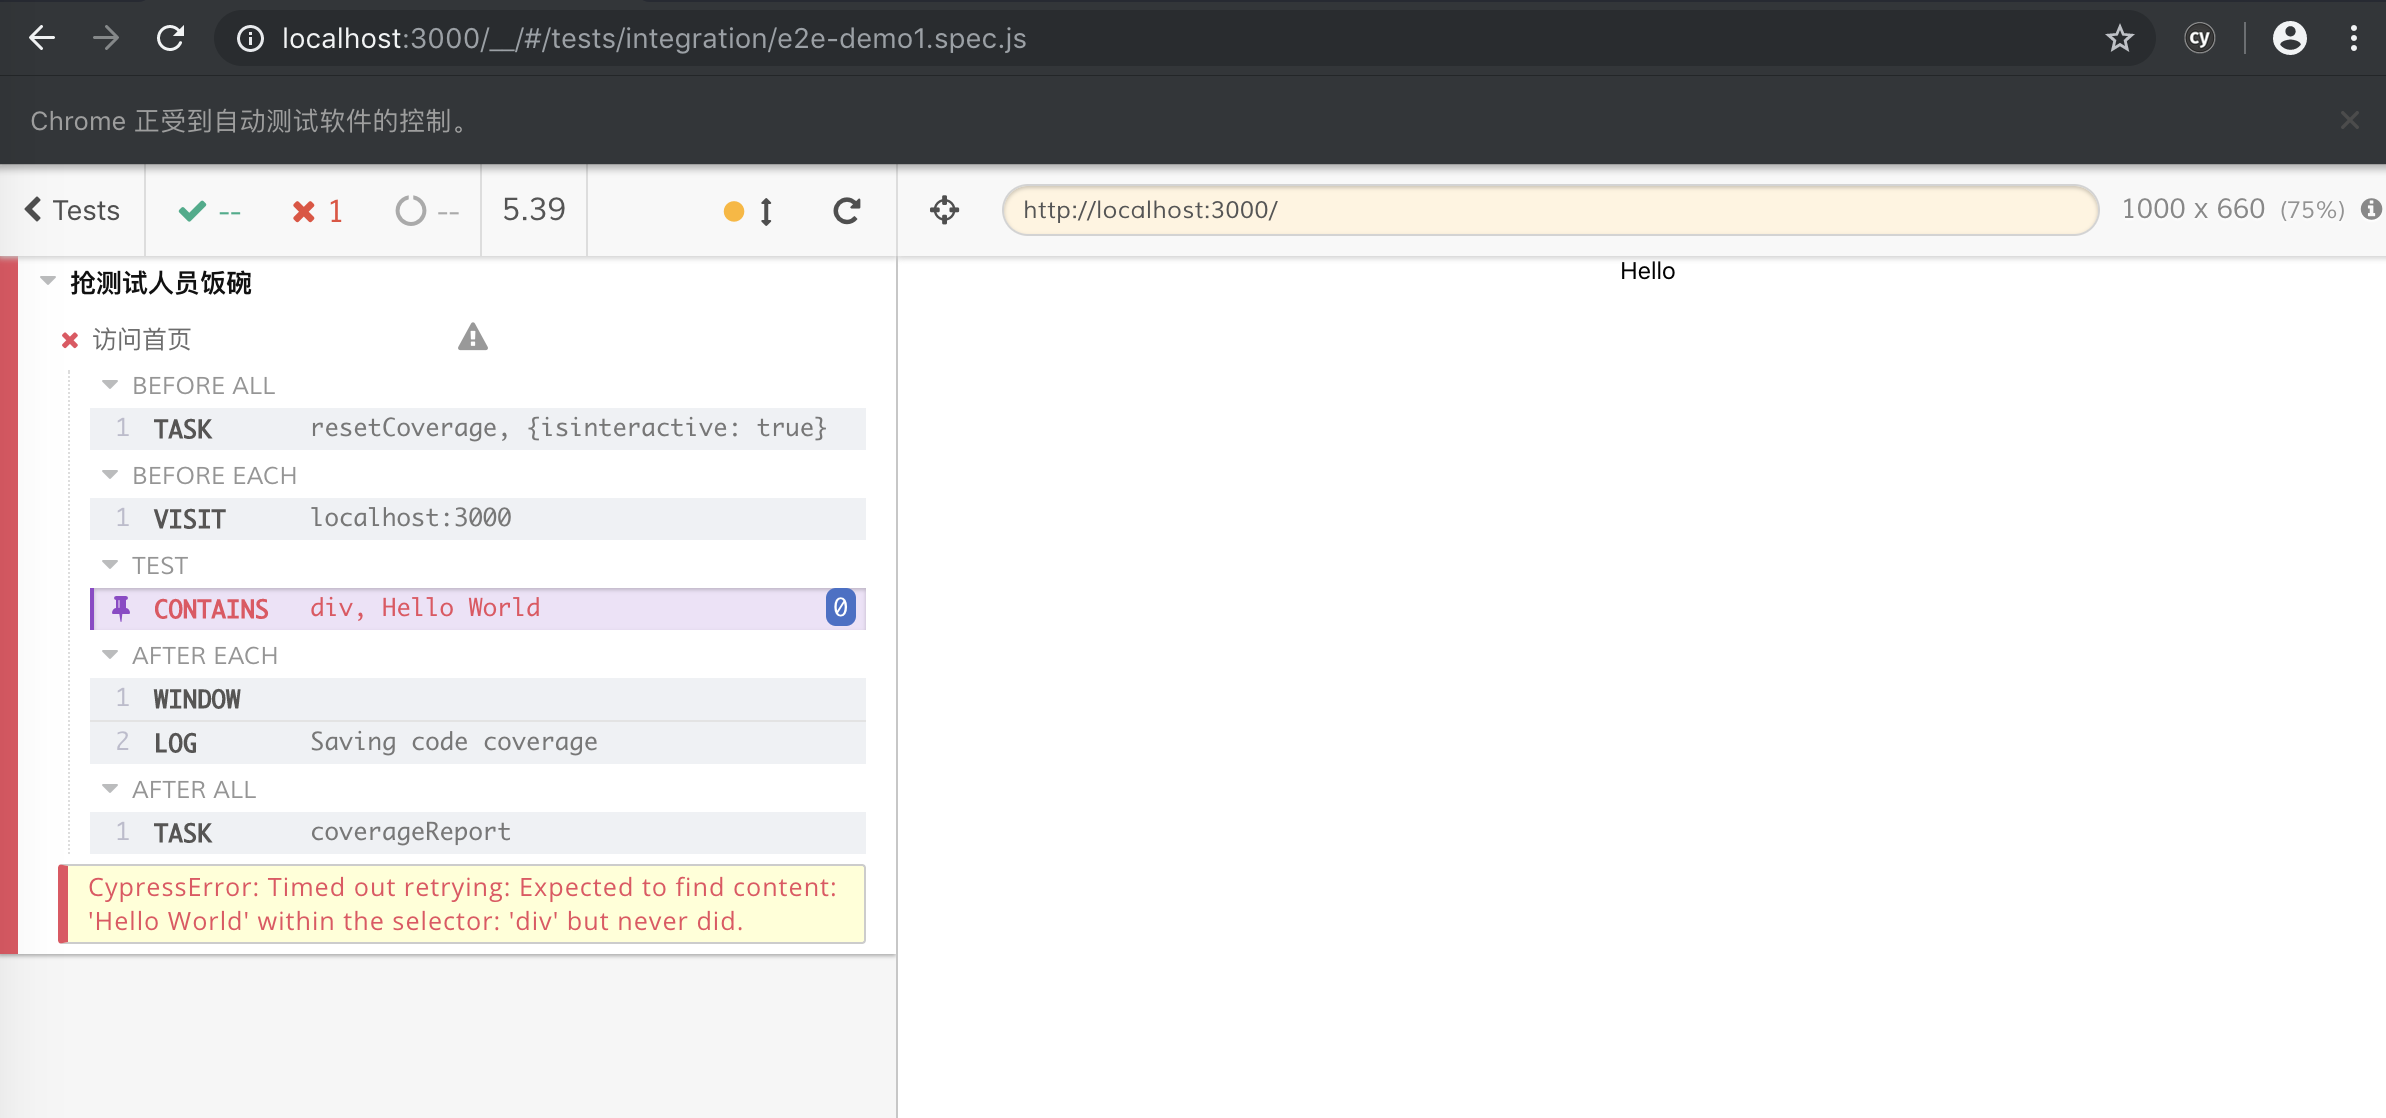 localhost:3000/__/#/tests/integration/e2e-demo1.spec.js
cy
Chrome 正受到自动测试软件的控制。
Tests
--
1
--
5.39
http://localhost:3000/
1000 x 660 (75%)
抢测试人员饭碗
访问首页
BEFORE ALL
1 TASK resetCoverage, {isinteractive: true}
BEFORE EACH
1 VISIT localhost:3000
TEST
CONTAINS div, Hello World 0
AFTER EACH
1 WINDOW
2 LOG Saving code coverage
AFTER ALL
1 TASK coverageReport
CypressError: Timed out retrying: Expected to find content:
'Hello World' within the selector: 'div' but never did.
Hello